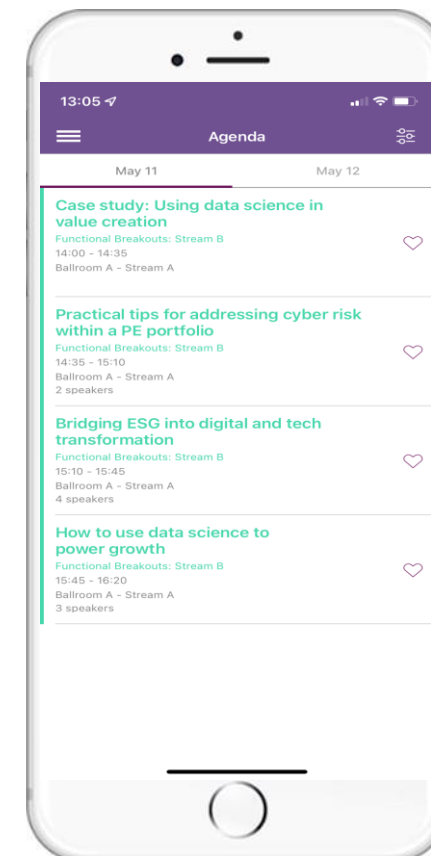 13:05
Agenda
May 11 May 12
Case study: Using data science in
value creation
Functional Breakouts: Stream B
14:00 - 14:35
Ballroom A - Stream A
Practical tips for addressing cyber risk
within a PE portfolio
Functional Breakouts: Stream B
14:35 - 15:10
Ballroom A - Stream A
2 speakers
Bridging ESG into digital and tech
transformation
Functional Breakouts: Stream B
15:10 - 15:45
Ballroom A - Stream A
4 speakers
How to use data science to
power growth
Functional Breakouts: Stream B
15:45 - 16:20
Ballroom A - Stream A
3 speakers